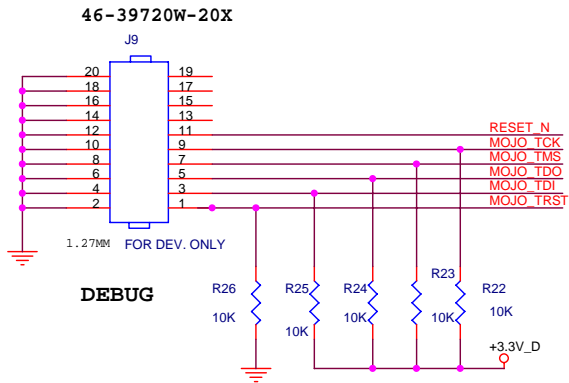 46-39720W-20X
J9
20 19
18 17
16 15
14 13
12 11 RESET_N
10 9 MOJO_TCK
8 7 MOJO_TMS
6 5 MOJO_TDO
4 3 MOJO_TDI
2 1 MOJO_TRST
1.27MM FOR DEV. ONLY
DEBUG
R26 R25 R24 R23 R22
10K 10K 10K 10K 10K
+3.3V_D